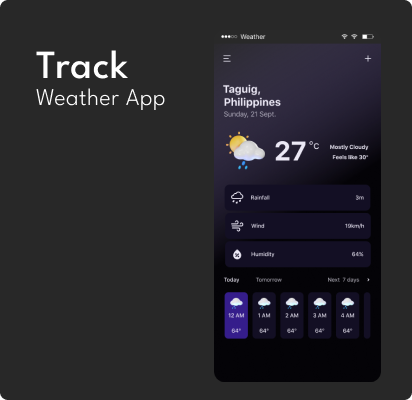 Track
Weather App
Weather
Taguig,
Philippines
Sunday, 21 Sept.
27 °C
Mostly Cloudy
Feels like 30°
Rainfall 3m
Wind 19km/h
Humidity 64%
Today Tomorrow Next 7 days
12 AM 1 AM 2 AM 3 AM 4 AM
64° 64° 64° 64° 64°